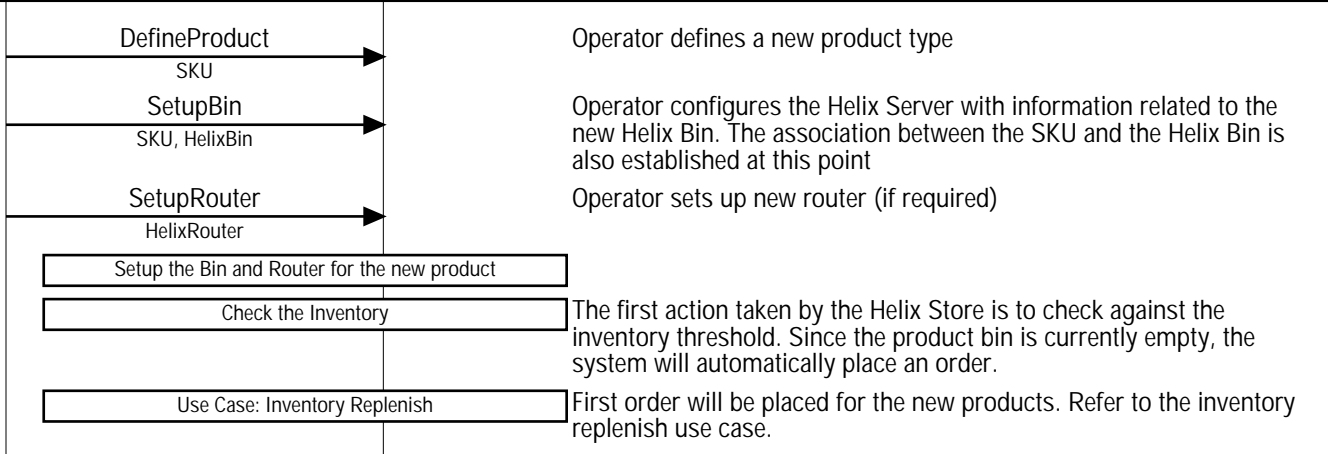 DefineProduct
SKU
Operator defines a new product type
SetupBin
SKU, HelixBin
Operator configures the Helix Server with information related to the
new Helix Bin. The association between the SKU and the Helix Bin is
also established at this point
SetupRouter
HelixRouter
Operator sets up new router (if required)
Setup the Bin and Router for the new product
Check the Inventory
The first action taken by the Helix Store is to check against the
inventory threshold. Since the product bin is currently empty, the
system will automatically place an order.
Use Case: Inventory Replenish
First order will be placed for the new products. Refer to the inventory
replenish use case.